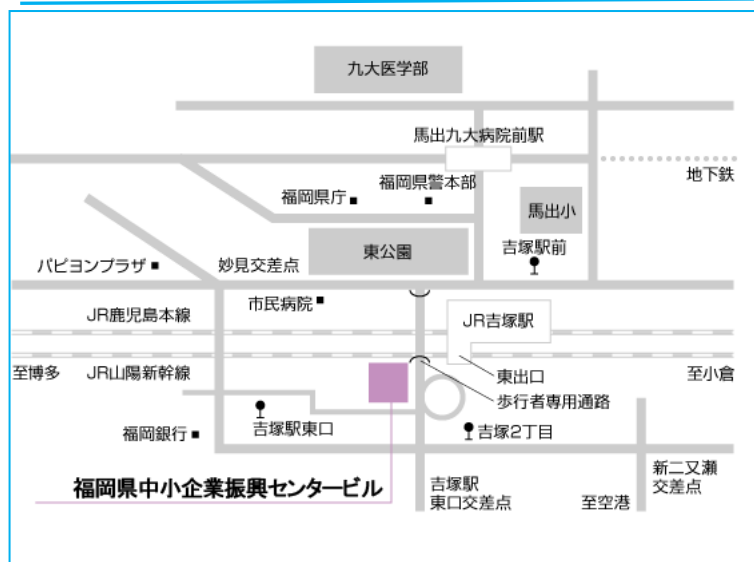 九大医学部
馬出九大病院前駅
地下鉄
福岡県庁
福岡県警本部
馬出小
東公園
吉塚駅前
パピヨンプラザ
妙見交差点
市民病院
JR鹿児島本線
JR吉塚駅
至博多
JR山陽新幹線
東出口
至小倉
歩行者専用通路
吉塚駅東口
福岡銀行
吉塚2丁目
福岡県中小企業振興センタービル
吉塚駅
東口交差点
至空港
新二又瀬
交差点